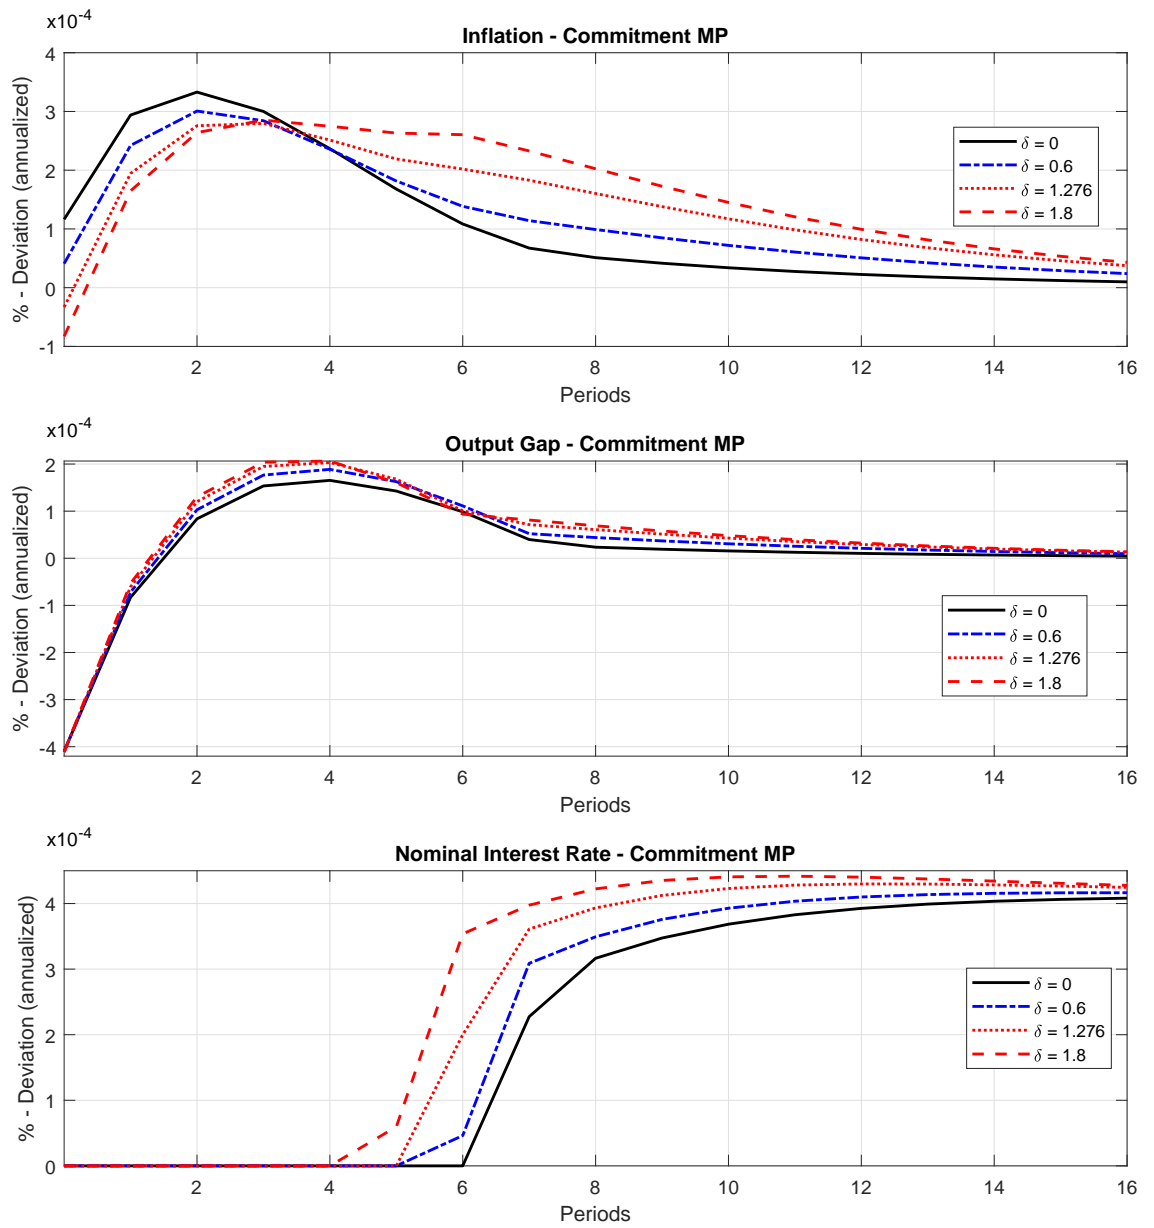 x10-4
Inflation - Commitment MP
% - Deviation (annualized)
4
3
2
1
0
-1
2 4 6 8 10 12 14 16
Periods
δ = 0
δ = 0.6
δ = 1.276
δ = 1.8
x10-4
Output Gap - Commitment MP
% - Deviation (annualized)
2
1
0
-1
-2
-3
-4
2 4 6 8 10 12 14 16
Periods
δ = 0
δ = 0.6
δ = 1.276
δ = 1.8
x10-4
Nominal Interest Rate - Commitment MP
% - Deviation (annualized)
4
3
2
4
0
2 4 6 8 10 12 14 16
Periods
δ = 0
δ = 0.6
δ = 1.276
δ = 1.8